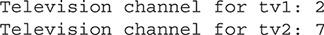 Television channel for tv1: 2
Television channel for tv2: 7